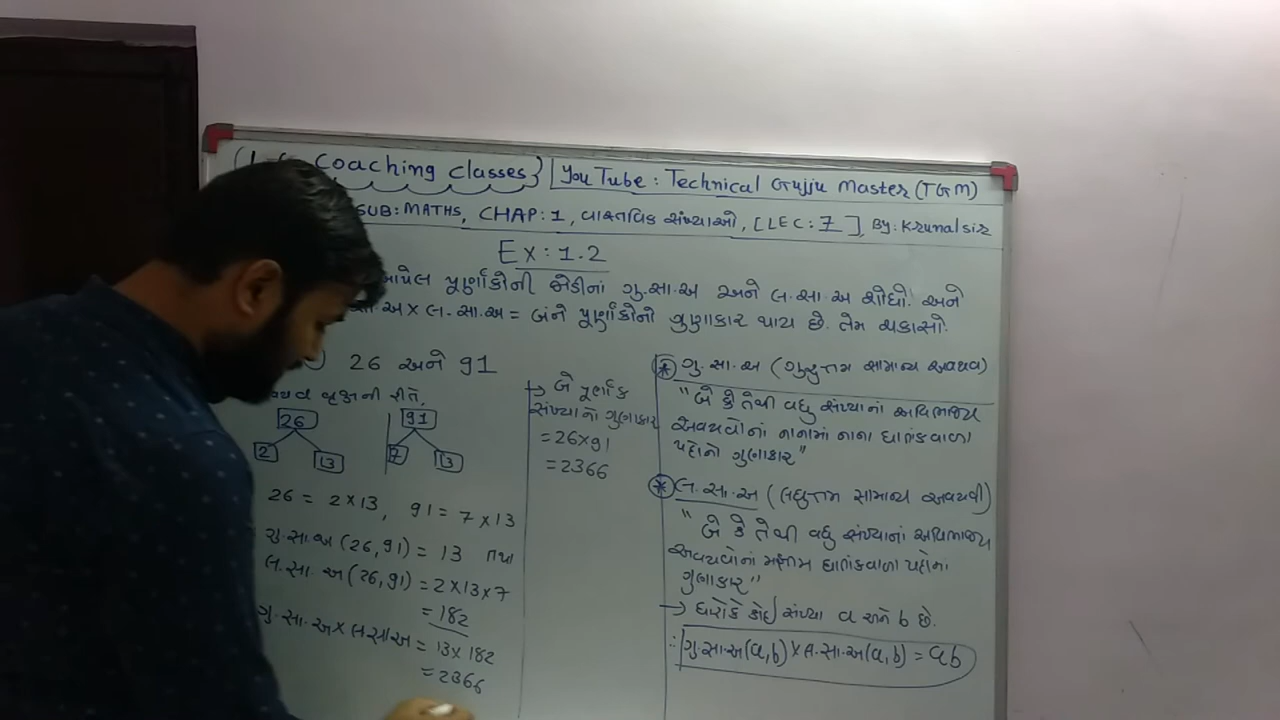 Coaching classes} | YouTube : Technical Gujju Master (TGM)
SUB: MATHS, CHAP: 1, વાસ્તવિક સંખ્યાઓ, [LEC: 7], By: Krunal sir
Ex: 1.2
આપેલ પૂર્ણાંકોની જોડીનાં ગુ.સા.અ અને લ.સા.અ શોધો. અને
સા.અ × લ.સા.અ = બંને પૂર્ણાંકોનો ગુણાકાર થાય છે. તેમ ચકાસો.
26 અને 91
વૃક્ષની રીતે.
26
2 13
91
7 13
26 = 2×13, 91 = 7×13
ગુ.સા.અ (26,91) = 13 તથા
લ.સા.અ (26,91) = 2×13×7
= 182
ગુ.સા.અ × લ.સા.અ = 13×182
= 2366
→ બે પૂર્ણાંક
સંખ્યાનો ગુણાકાર
= 26×91
= 2366
* ગુ.સા.અ (ગુરુત્તમ સામાન્ય અવયવ)
"બે કે તેથી વધુ સંખ્યાનાં અવિભાજ્ય
અવયવોનાં નાનામાં નાના ઘાતાંકવાળા
પદોનો ગુણાકાર"
* લ.સા.અ (લઘુત્તમ સામાન્ય અવયવી)
"બે કે તેથી વધુ સંખ્યાનાં અવિભાજ્ય
અવયવોનાં મહત્તમ ઘાતાંકવાળા પદોના
ગુણાકાર"
→ ધારોકે કોઈ સંખ્યા a અને b છે.
∴ ગુ.સા.અ(a,b) × લ.સા.અ(a,b) = ab